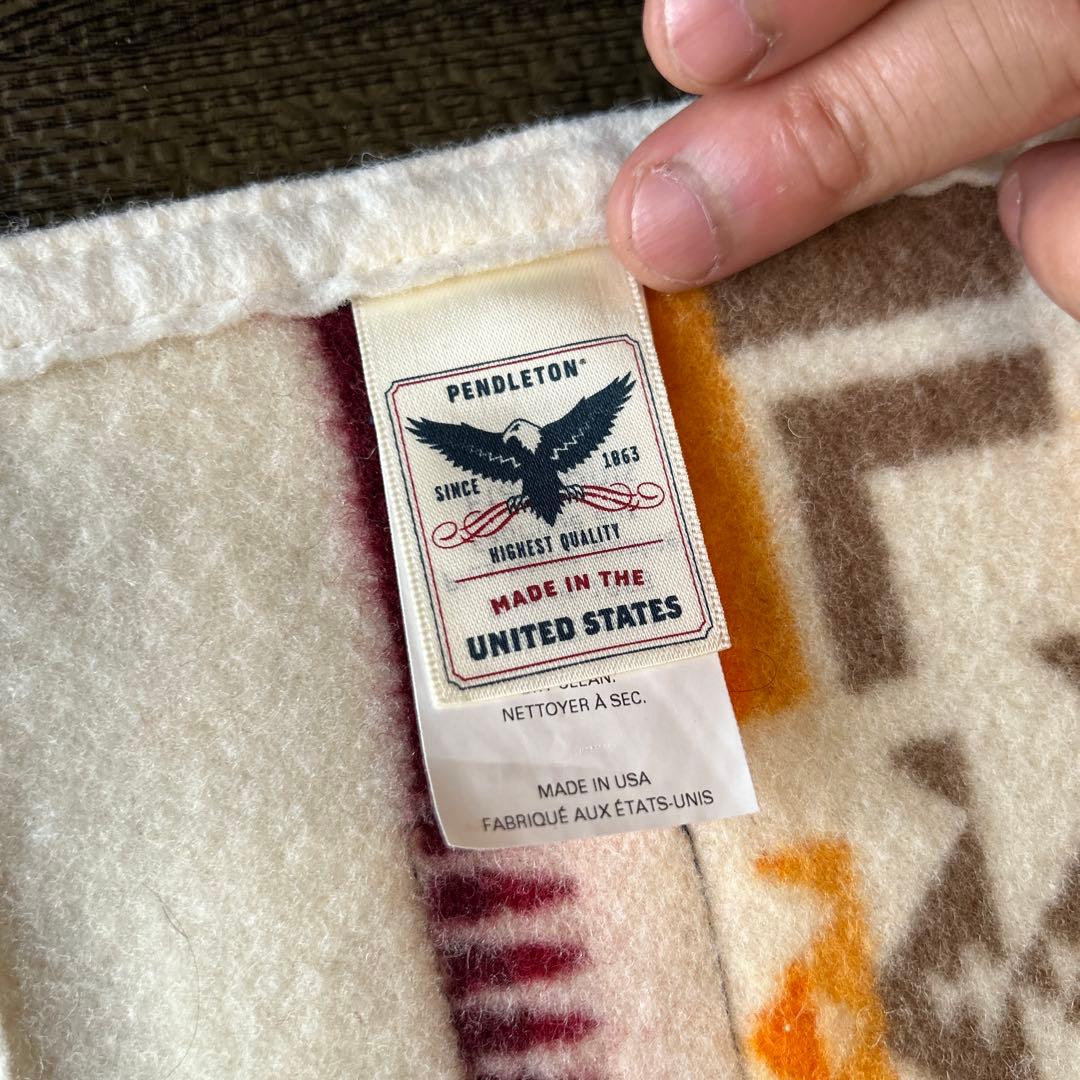 PENDLETON®
SINCE 1863
HIGHEST QUALITY
MADE IN THE
UNITED STATES
CLEAN.
NETTOYER À SEC.
MADE IN USA
FABRIQUÉ AUX ÉTATS-UNIS